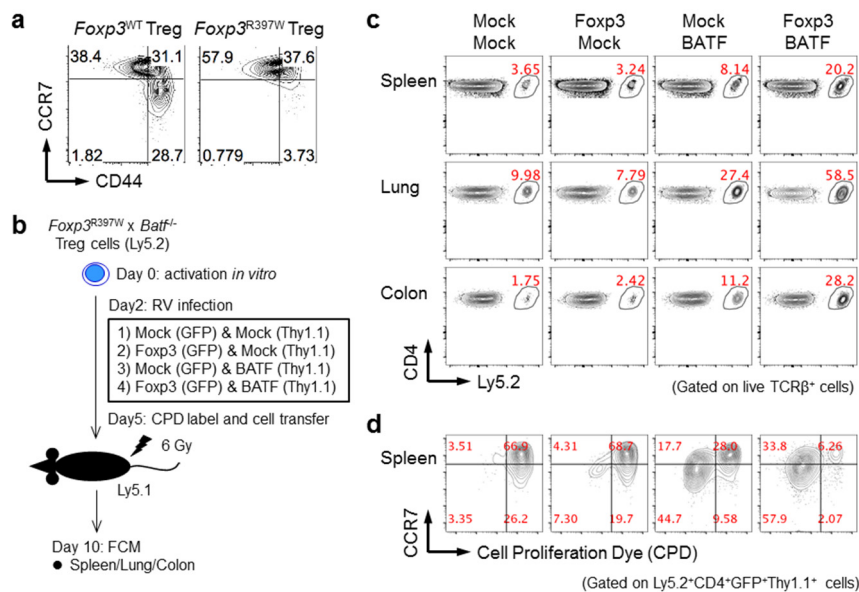 a
Foxp3WT Treg Foxp3R397W Treg
38.4 31.1 57.9 37.6
1.82 28.7 0.779 3.73
CCR7
CD44
b
Foxp3R397W x Batf-/-
Treg cells (Ly5.2)
Day 0: activation in vitro
Day2: RV infection
1) Mock (GFP) & Mock (Thy1.1)
2) Foxp3 (GFP) & Mock (Thy1.1)
3) Mock (GFP) & BATF (Thy1.1)
4) Foxp3 (GFP) & BATF (Thy1.1)
Day5: CPD label and cell transfer
6 Gy
Ly5.1
Day 10: FCM
● Spleen/Lung/Colon
c
Mock Foxp3 Mock Foxp3
Mock Mock BATF BATF
Spleen 3.65 3.24 8.14 20.2
Lung 9.98 7.79 27.4 58.5
Colon 1.75 2.42 11.2 28.2
CD4
Ly5.2
(Gated on live TCRβ+ cells)
d
Spleen 3.51 66.9 4.31 68.7 17.7 28.0 33.8 6.26
3.35 26.2 7.30 19.7 44.7 9.58 57.9 2.07
CCR7
Cell Proliferation Dye (CPD)
(Gated on Ly5.2+CD4+GFP+Thy1.1+ cells)